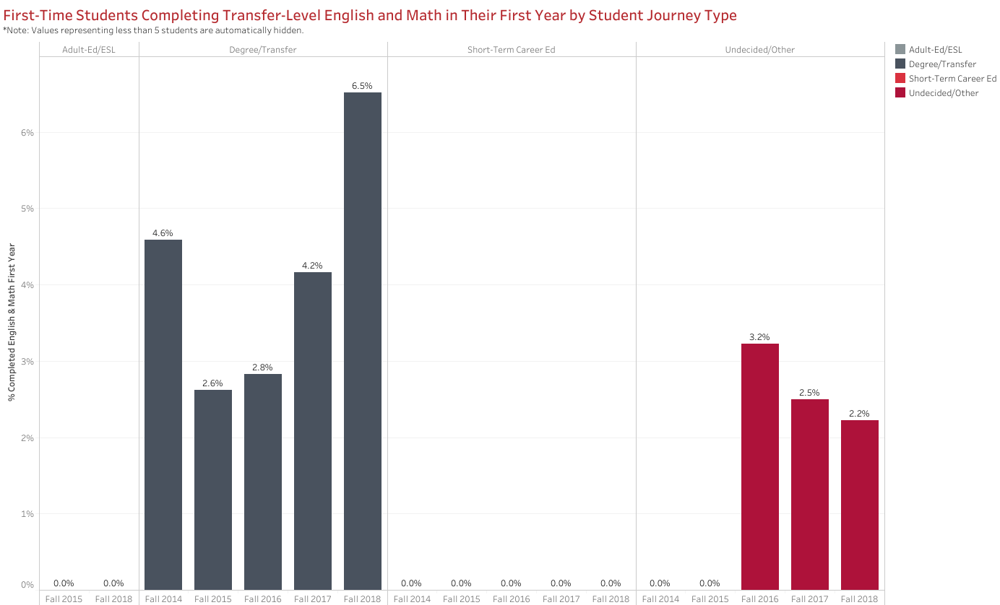 First-Time Students Completing Transfer-Level English and Math in Their First Year by Student Journey Type
*Note: Values representing less than 5 students are automatically hidden.
Adult-Ed/ESL Degree/Transfer Short-Term Career Ed Undecided/Other
Adult-Ed/ESL
Degree/Transfer
Short-Term Career Ed
Undecided/Other
% Completed English & Math First Year
6%
5%
4%
3%
2%
1%
0%
0.0% 0.0% 4.6% 2.6% 2.8% 4.2% 6.5% 0.0% 0.0% 0.0% 0.0% 0.0% 0.0% 0.0% 3.2% 2.5% 2.2%
Fall 2015 Fall 2018 Fall 2014 Fall 2015 Fall 2016 Fall 2017 Fall 2018 Fall 2014 Fall 2015 Fall 2016 Fall 2017 Fall 2018 Fall 2014 Fall 2015 Fall 2016 Fall 2017 Fall 2018